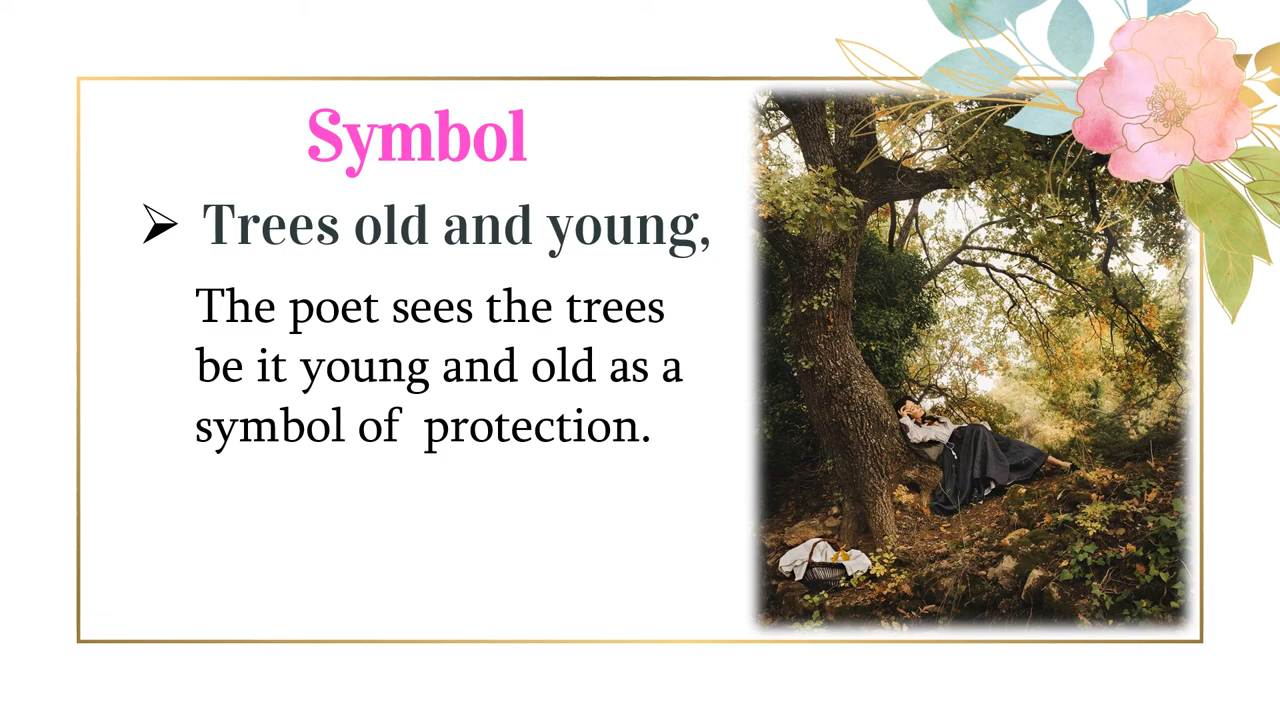 Symbol
➢ Trees old and young,
The poet sees the trees
be it young and old as a
symbol of  protection.